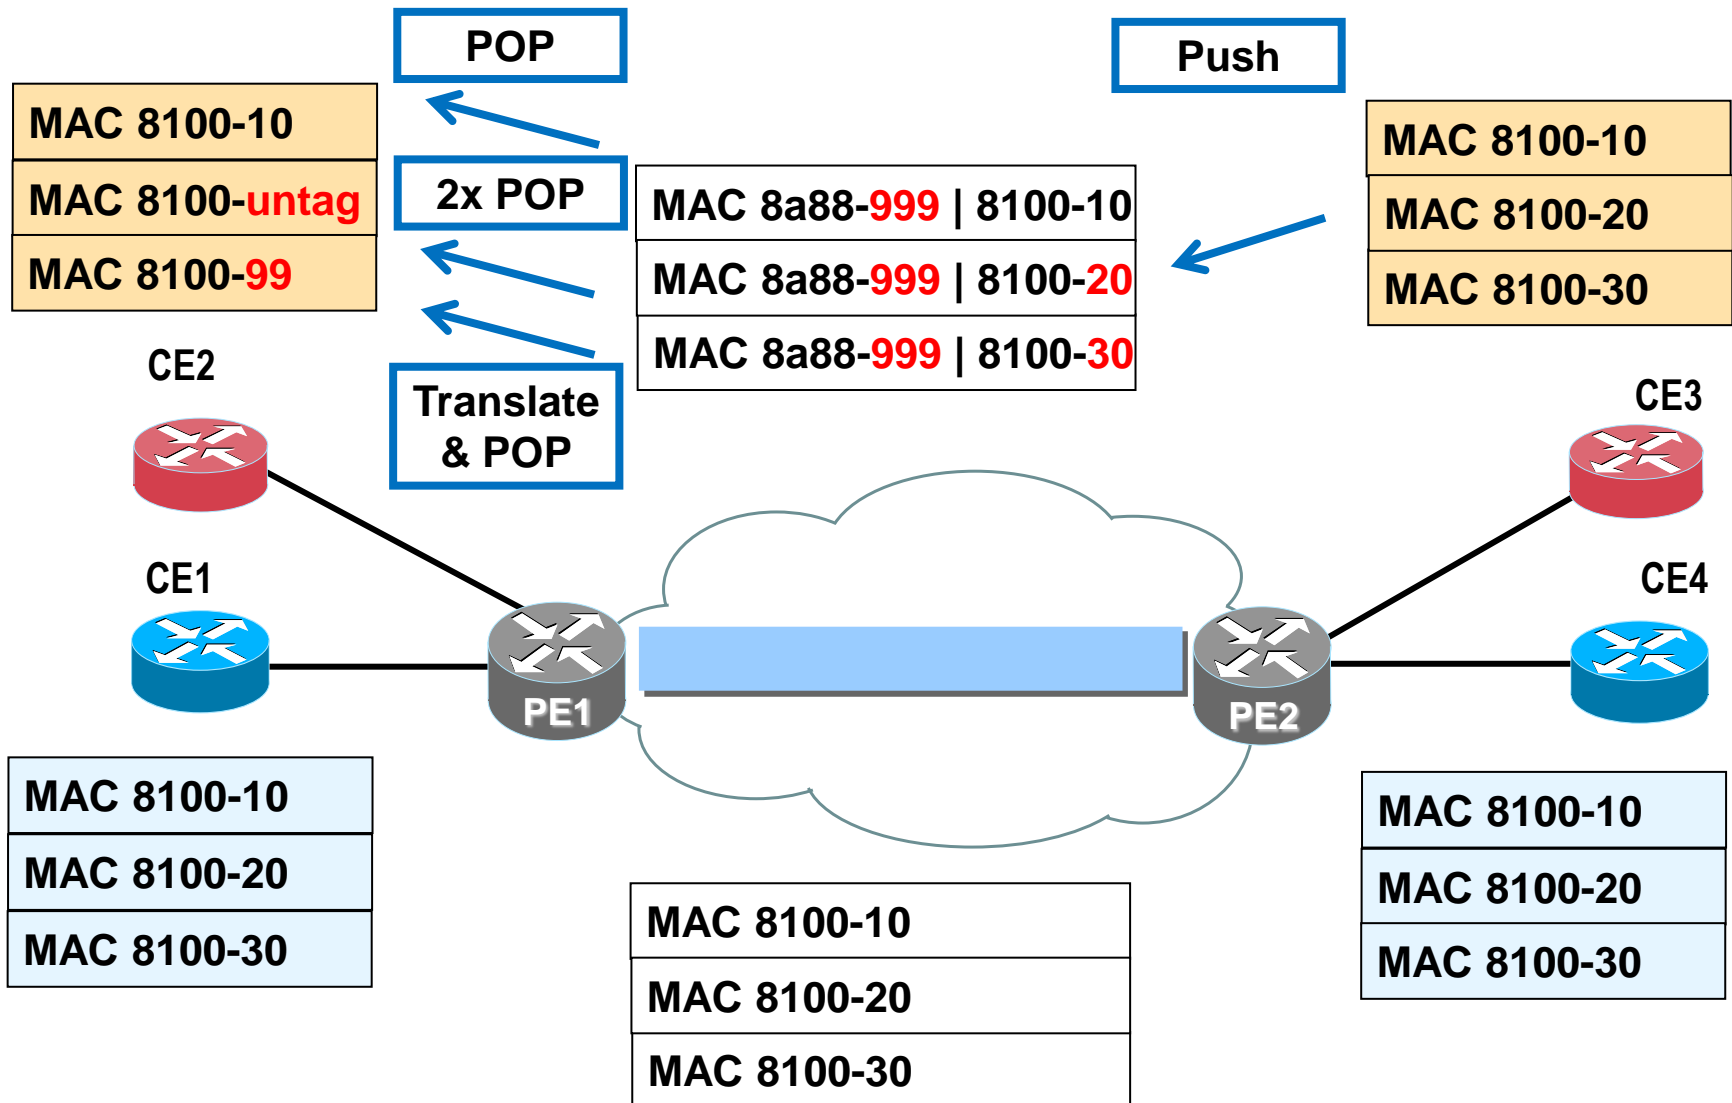 POP
Push
MAC 8100-10
MAC 8100-untag
MAC 8100-99
2x POP
MAC 8a88-999 | 8100-10
MAC 8a88-999 | 8100-20
MAC 8a88-999 | 8100-30
MAC 8100-10
MAC 8100-20
MAC 8100-30
Translate
& POP
CE2
CE3
CE1
CE4
PE1
PE2
MAC 8100-10
MAC 8100-20
MAC 8100-30
MAC 8100-10
MAC 8100-20
MAC 8100-30
MAC 8100-10
MAC 8100-20
MAC 8100-30